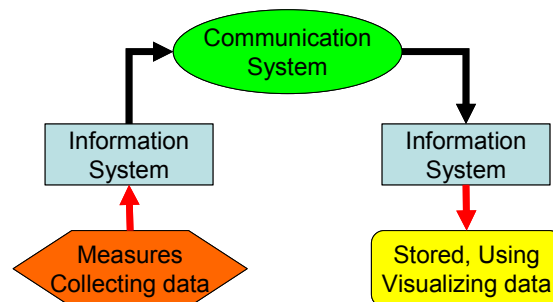 Communication
System
Information
System
Information
System
Measures
Collecting data
Stored, Using
Visualizing data